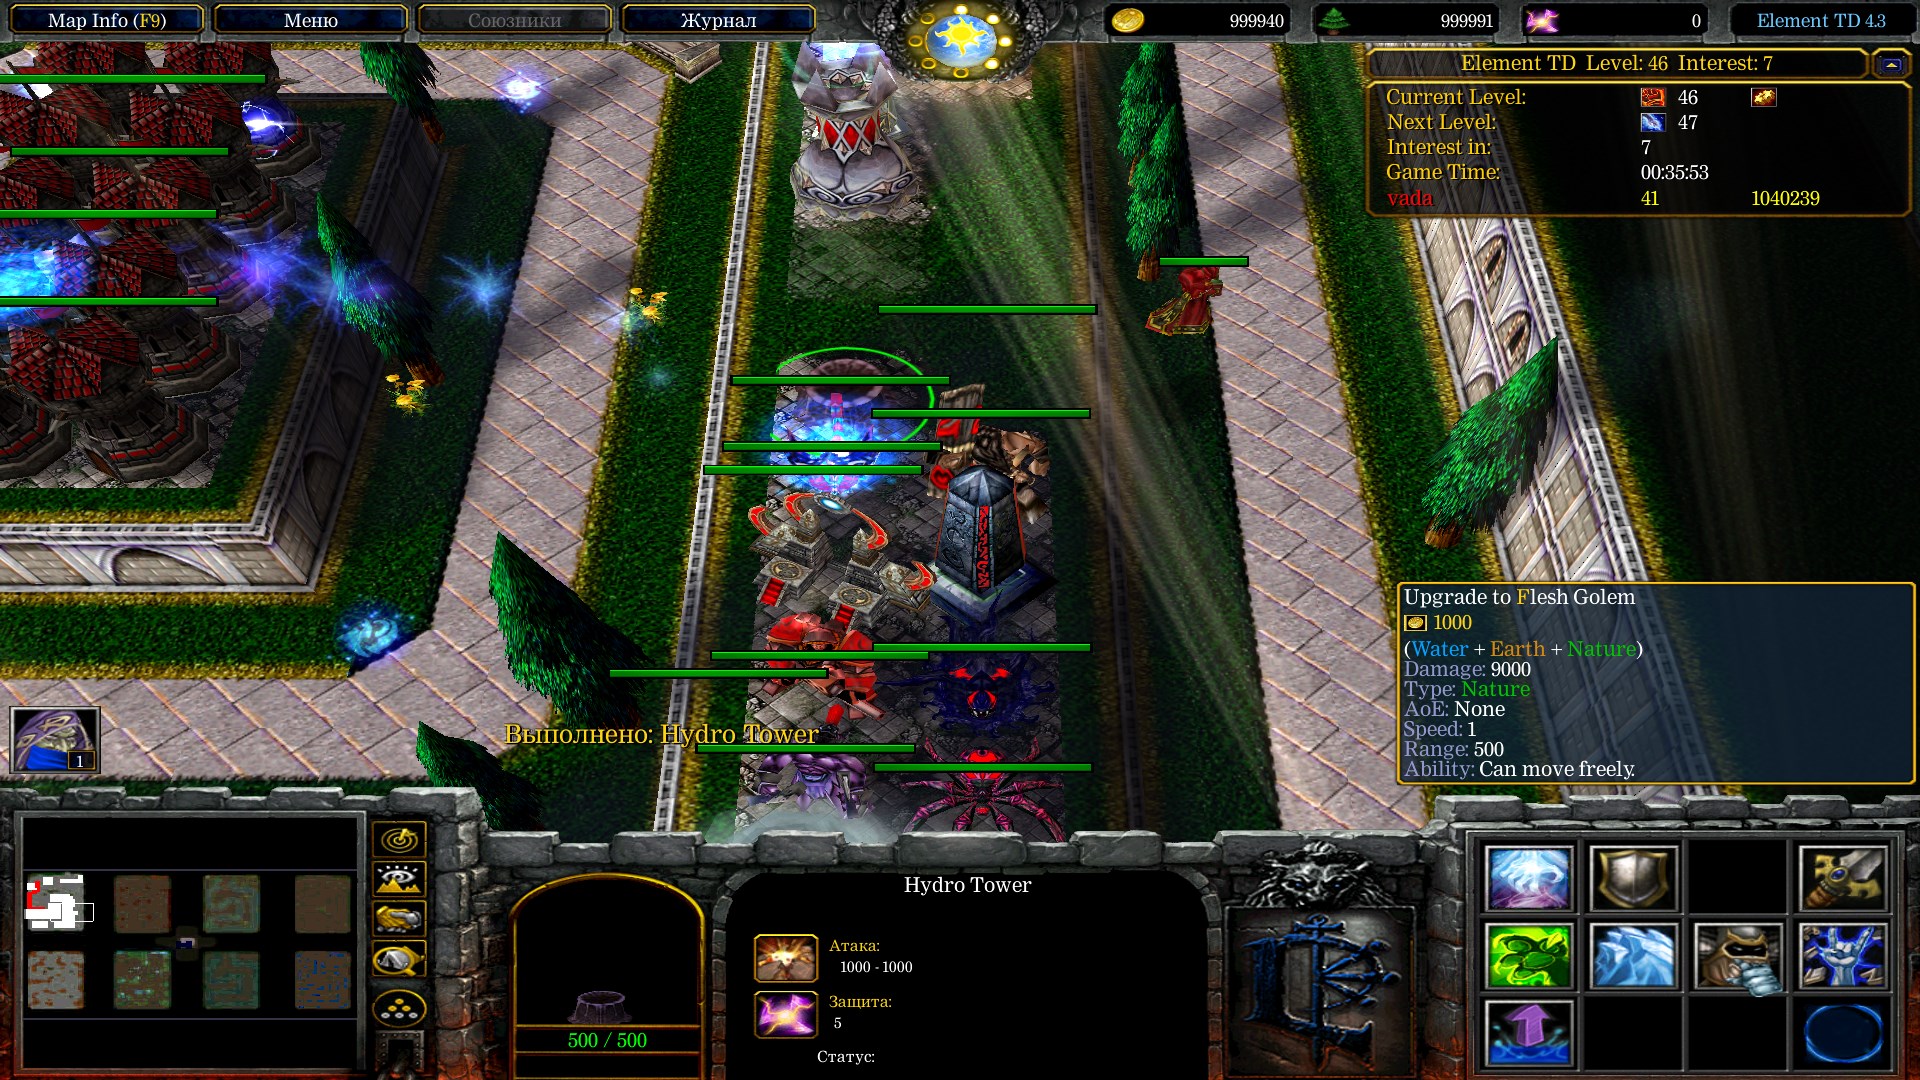 Map Info (F9)
Меню
Союзники
Журнал
999940
999991
0
Element TD 4.3
Element TD Level: 46 Interest: 7
Current Level: 46
Next Level: 47
Interest in: 7
Game Time: 00:35:53
vada 41 1040239
Upgrade to Flesh Golem
1000
(Water + Earth + Nature)
Damage: 9000
Type: Nature
AoE: None
Speed: 1
Range: 500
Ability: Can move freely.
Выполнено: Hydro Tower
1
Hydro Tower
Атака:
1000 - 1000
Защита:
5
Статус:
500 / 500